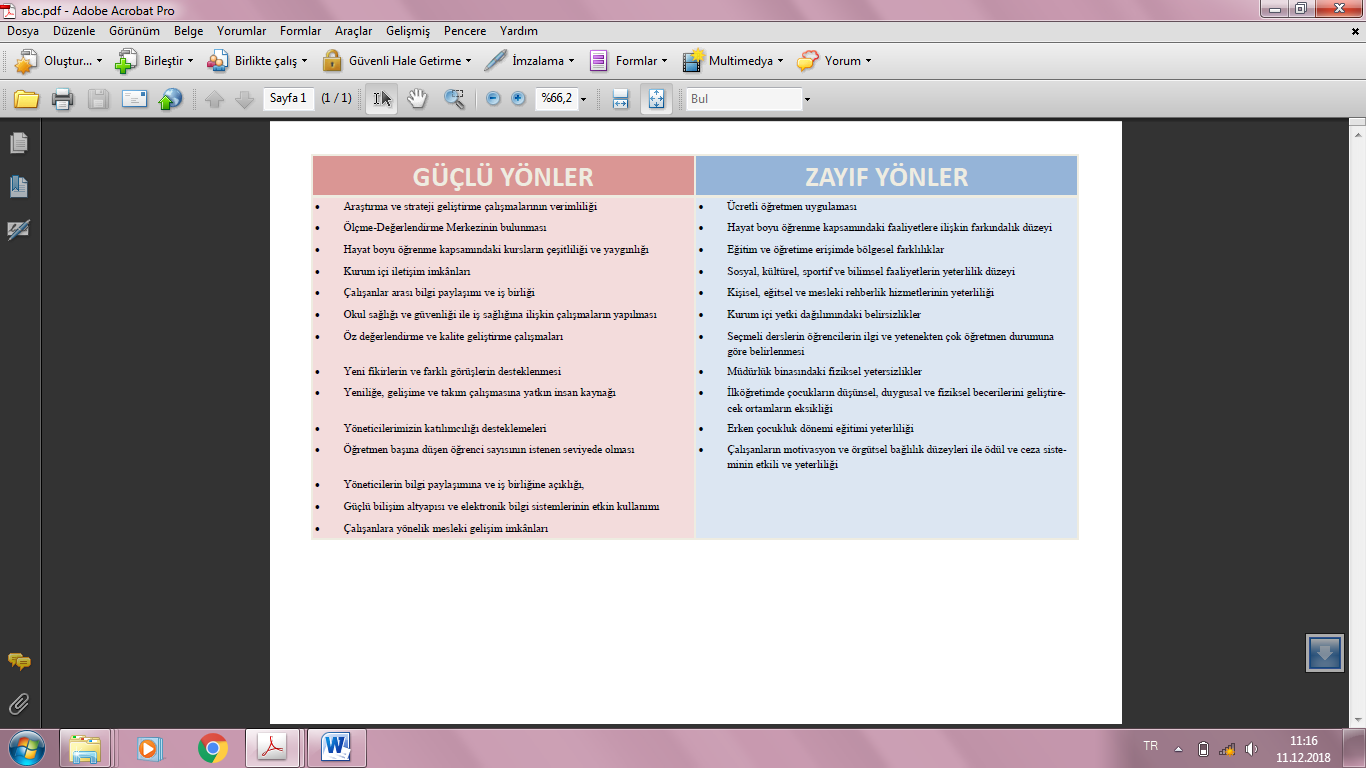 abc.pdf - Adobe Acrobat Pro
Dosya Düzenle Görünüm Belge Yorumlar Formlar Araçlar Gelişmiş Pencere Yardım
Oluştur... Birleştir Birlikte çalış Güvenli Hale Getirme İmzalama Formlar Multimedya Yorum
Sayfa 1 (1 / 1) %66,2 Bul
GÜÇLÜ YÖNLER
Araştırma ve strateji geliştirme çalışmalarının verimliliği
Ölçme-Değerlendirme Merkezinin bulunması
Hayat boyu öğrenme kapsamındaki kursların çeşitliliği ve yaygınlığı
Kurum içi iletişim imkânları
Çalışanlar arası bilgi paylaşımı ve iş birliği
Okul sağlığı ve güvenliği ile iş sağlığına ilişkin çalışmaların yapılması
Öz değerlendirme ve kalite geliştirme çalışmaları
Yeni fikirlerin ve farklı görüşlerin desteklenmesi
Yeniliğe, gelişime ve takım çalışmasına yatkın insan kaynağı
Yöneticilerimizin katılımcılığı desteklemeleri
Öğretmen başına düşen öğrenci sayısının istenen seviyede olması
Yöneticilerin bilgi paylaşımına ve iş birliğine açıklığı,
Güçlü bilişim altyapısı ve elektronik bilgi sistemlerinin etkin kullanımı
Çalışanlara yönelik mesleki gelişim imkânları
ZAYIF YÖNLER
Ücretli öğretmen uygulaması
Hayat boyu öğrenme kapsamındaki faaliyetlere ilişkin farkındalık düzeyi
Eğitim ve öğretime erişimde bölgesel farklılıklar
Sosyal, kültürel, sportif ve bilimsel faaliyetlerin yeterlilik düzeyi
Kişisel, eğitsel ve mesleki rehberlik hizmetlerinin yeterliliği
Kurum içi yetki dağılımındaki belirsizlikler
Seçmeli derslerin öğrencilerin ilgi ve yetenekten çok öğretmen durumuna
göre belirlenmesi
Müdürlük binasındaki fiziksel yetersizlikler
İlköğretimde çocukların düşünsel, duygusal ve fiziksel becerilerini geliştire-
cek ortamların eksikliği
Erken çocukluk dönemi eğitimi yeterliliği
Çalışanların motivasyon ve örgütsel bağlılık düzeyleri ile ödül ve ceza siste-
minin etkili ve yeterliliği
TR
11:16
11.12.2018